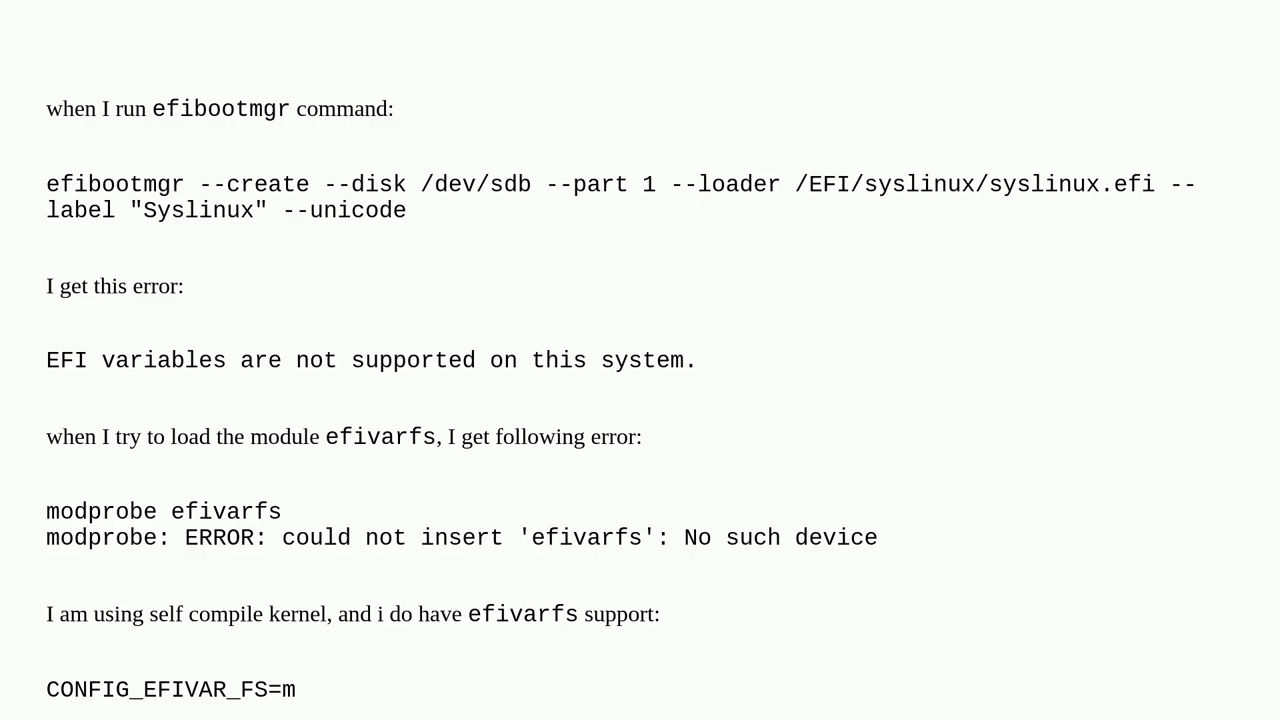 when I run efibootmgr command:
efibootmgr --create --disk /dev/sdb --part 1 --loader /EFI/syslinux/syslinux.efi --
label "Syslinux" --unicode
I get this error:
EFI variables are not supported on this system.
when I try to load the module efivarfs, I get following error:
modprobe efivarfs
modprobe: ERROR: could not insert 'efivarfs': No such device
I am using self compile kernel, and i do have efivarfs support:
CONFIG_EFIVAR_FS=m